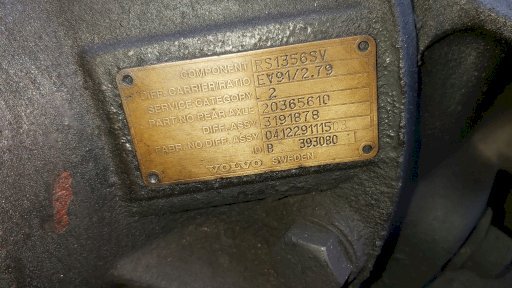 COMPONENT RS1356SV
DIFF.CARRIER/RATIO EV91/2.79
SERVICE CATEGORY 2
PART.NO REAR AXLE 20365610
DIFF.ASSY 3191878
FABR.NO DIFF.ASSY
ID B 393080
VOLVO SWEDEN